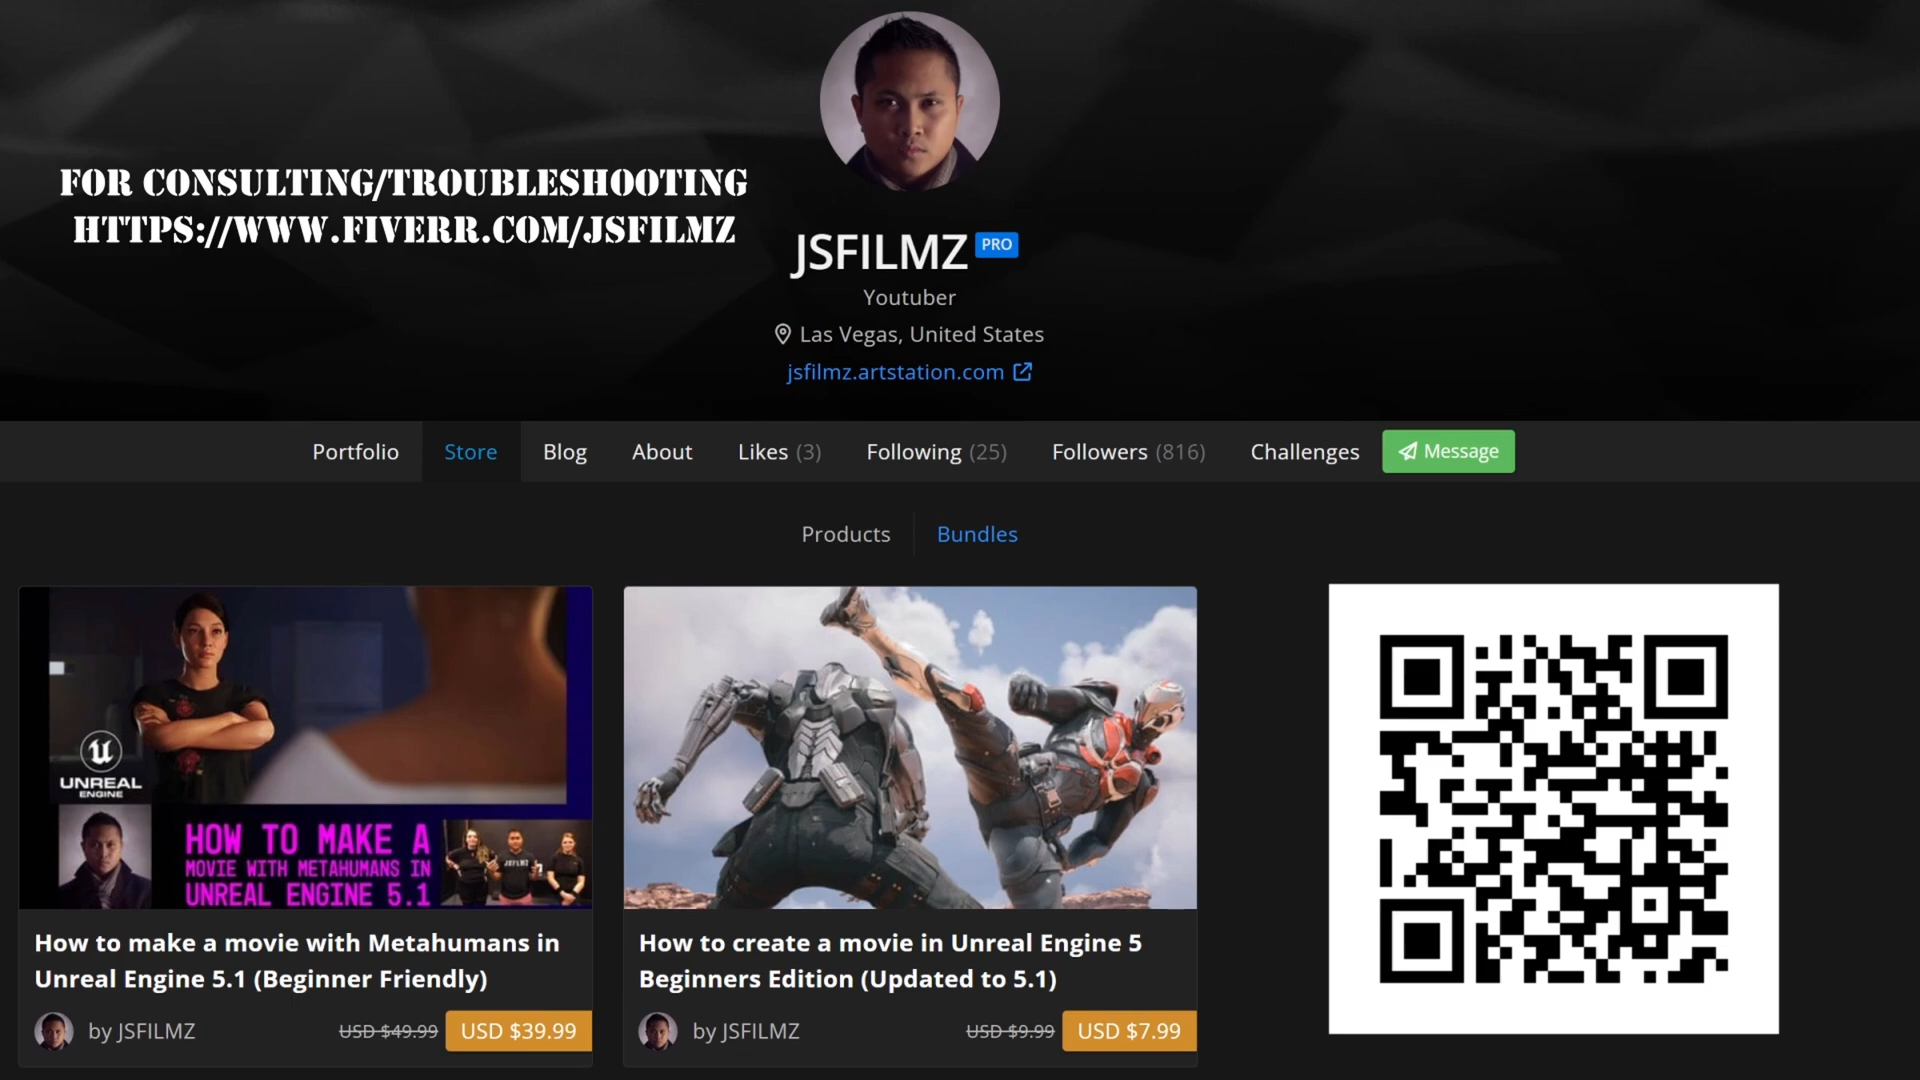 FOR CONSULTING/TROUBLESHOOTING
HTTPS://WWW.FIVERR.COM/JSFILMZ
JSFILMZ PRO
Youtuber
Las Vegas, United States
jsfilmz.artstation.com
Portfolio Store Blog About Likes (3) Following (25) Followers (816) Challenges Message
Products Bundles
UNREAL
ENGINE
HOW TO MAKE A
MOVIE WITH METAHUMANS IN
UNREAL ENGINE 5.1
JSFILMZ
How to make a movie with Metahumans in
Unreal Engine 5.1 (Beginner Friendly)
by JSFILMZ USD $49.99 USD $39.99
How to create a movie in Unreal Engine 5
Beginners Edition (Updated to 5.1)
by JSFILMZ USD $9.99 USD $7.99